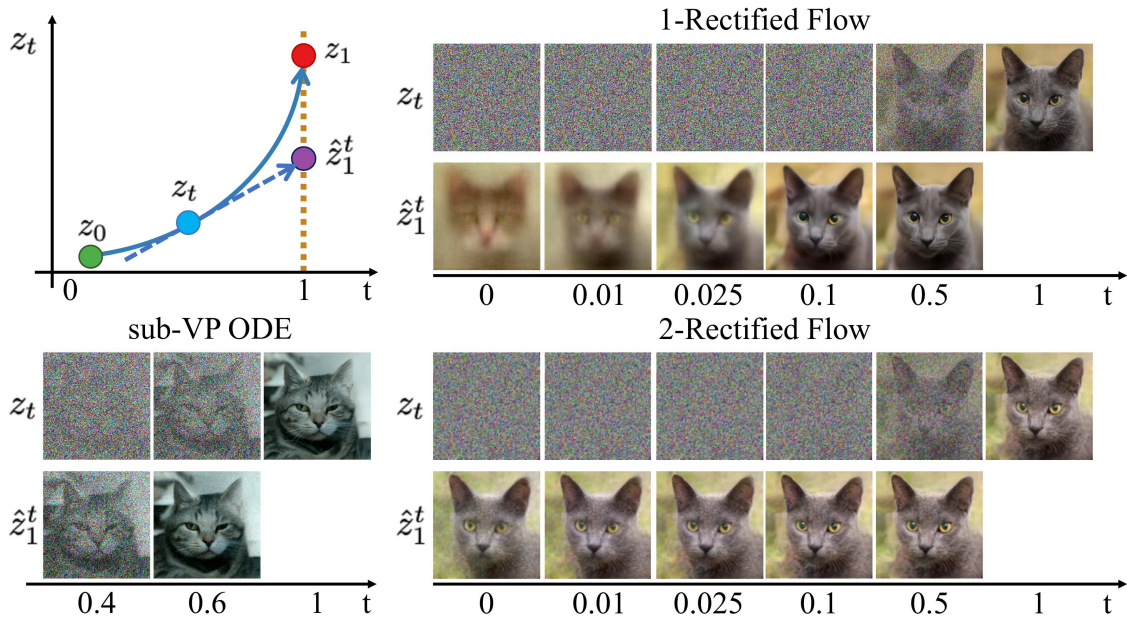 z_t
z_1
ẑ_1^t
z_t
z_0
0 1 t
1-Rectified Flow
z_t
ẑ_1^t
0 0.01 0.025 0.1 0.5 1 t
sub-VP ODE
z_t
ẑ_1^t
0.4 0.6 1 t
2-Rectified Flow
z_t
ẑ_1^t
0 0.01 0.025 0.1 0.5 1 t